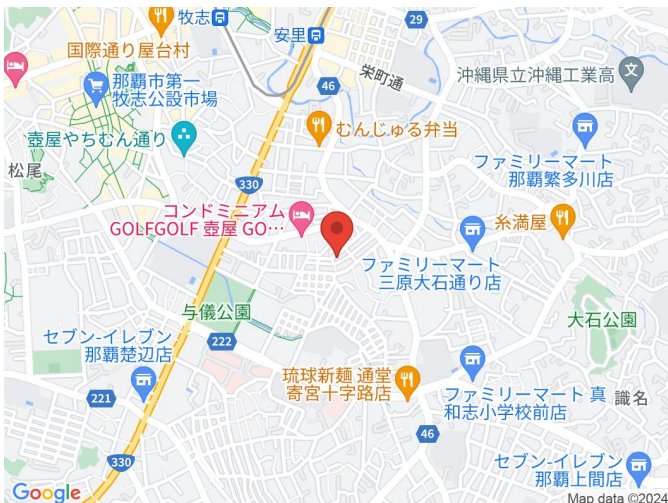 牧志
29
安里
国際通り屋台村
栄町通
沖縄県立沖縄工業高
文
那覇市第一
牧志公設市場
46
むんじゅる弁当
壺屋やちむん通り
松尾
ファミリーマート
那覇繁多川店
330
コンドミニアム
GOLFGOLF 壺屋 GO…
糸満屋
ファミリーマート
三原大石通り店
与儀公園
大石公園
セブン-イレブン
那覇楚辺店
222
琉球新麺 通堂
寄宮十字路店
ファミリーマート 真
和志小学校前店
識名
221
46
330
セブン-イレブン
那覇上間店
Google
Map data ©2024